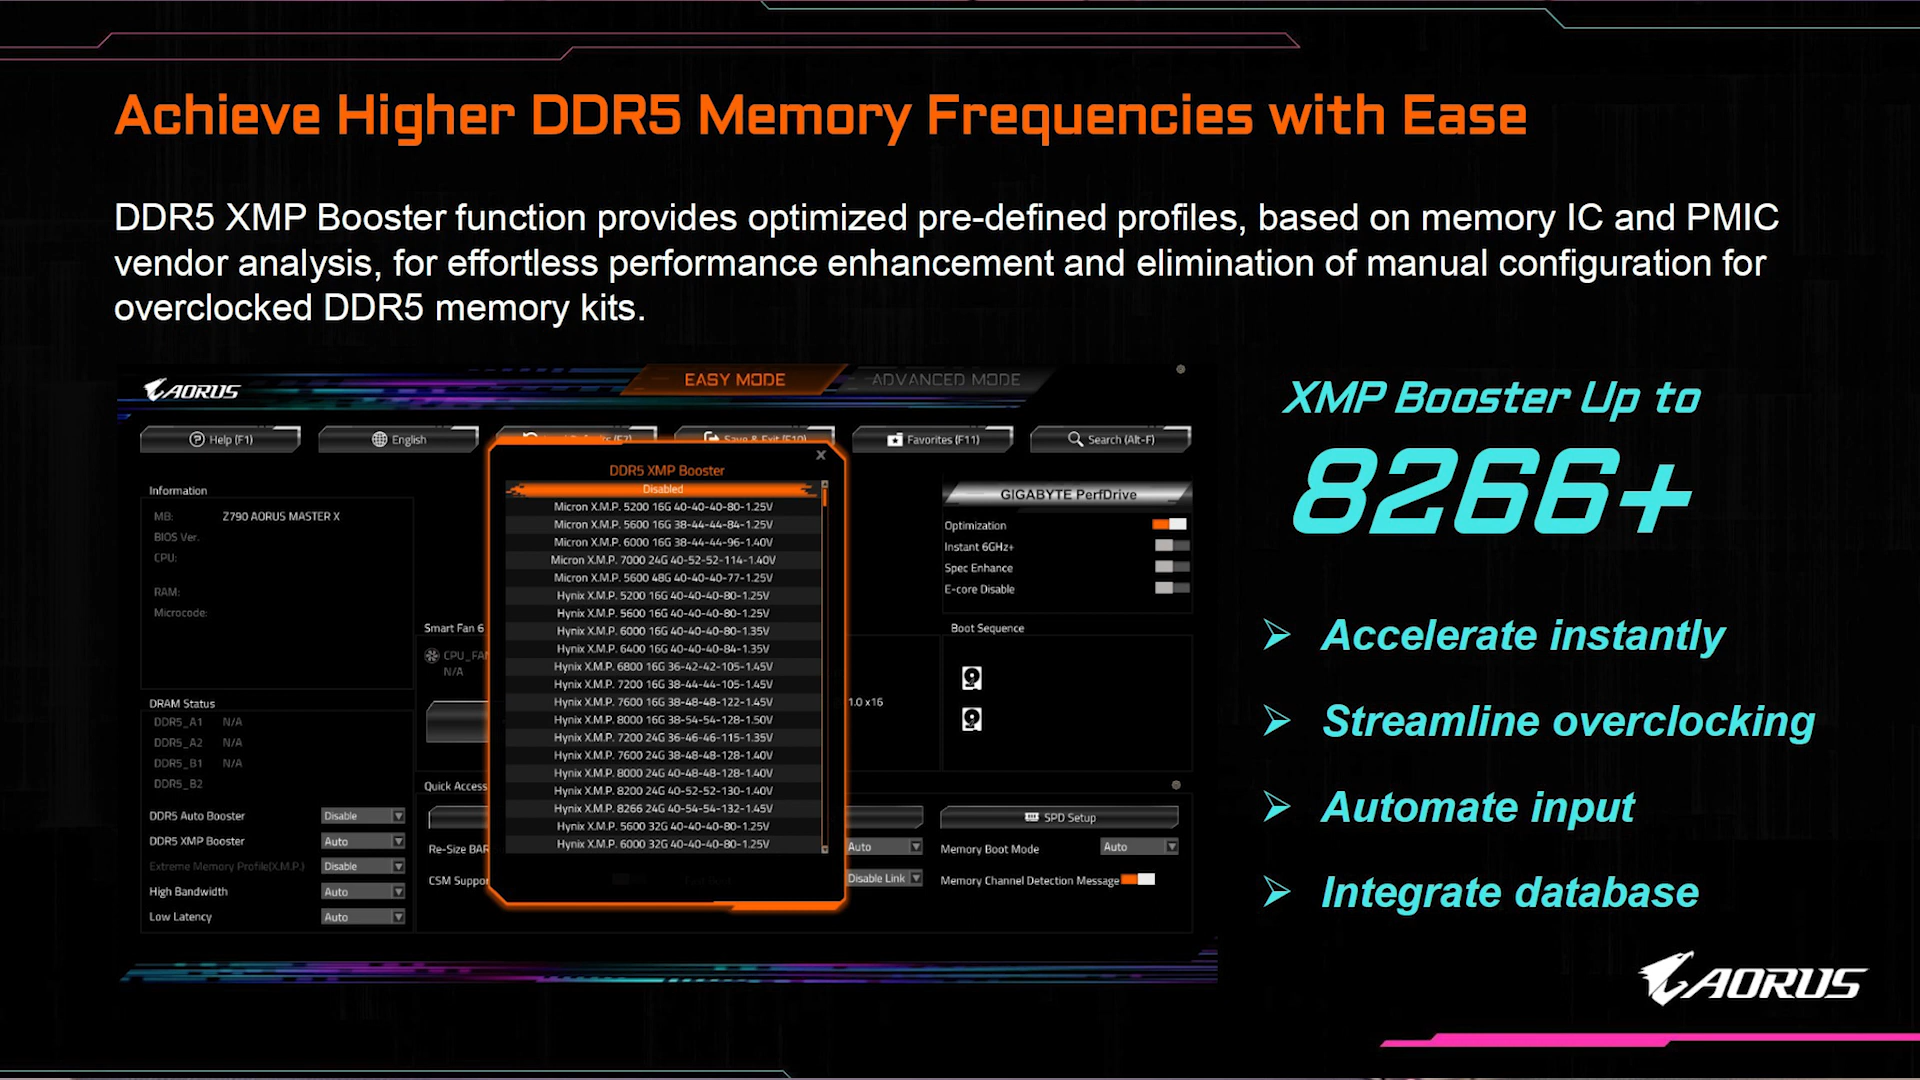 Achieve Higher DDR5 Memory Frequencies with Ease
DDR5 XMP Booster function provides optimized pre-defined profiles, based on memory IC and PMIC
vendor analysis, for effortless performance enhancement and elimination of manual configuration for
overclocked DDR5 memory kits.
AORUS
EASY MODE
ADVANCED MODE
Help (F1)
English
Save & Exit (F10)
Favorites (F11)
Search (Alt-F)
Information
MB: Z790 AORUS MASTER X
BIOS Ver.
CPU:
RAM:
Microcode:
DRAM Status
DDR5_A1 N/A
DDR5_A2 N/A
DDR5_B1 N/A
DDR5_B2
DDR5 Auto Booster Disable
DDR5 XMP Booster Auto
Extreme Memory Profile(X.M.P.) Disable
High Bandwidth Auto
Low Latency Auto
Smart Fan 6
CPU_FAN
N/A
Quick Access
Re-Size BAR
CSM Suppo
DDR5 XMP Booster
X
Disabled
Micron X.M.P. 5200 16G 40-40-40-80-1.25V
Micron X.M.P. 5600 16G 38-44-44-84-1.25V
Micron X.M.P. 6000 16G 38-44-44-96-1.40V
Micron X.M.P. 7000 24G 40-52-52-114-1.40V
Micron X.M.P. 5600 48G 40-40-40-77-1.25V
Hynix X.M.P. 5200 16G 40-40-40-80-1.25V
Hynix X.M.P. 5600 16G 40-40-40-80-1.25V
Hynix X.M.P. 6000 16G 40-40-40-80-1.35V
Hynix X.M.P. 6400 16G 40-40-40-84-1.35V
Hynix X.M.P. 6800 16G 36-42-42-105-1.45V
Hynix X.M.P. 7200 16G 38-44-44-105-1.45V
Hynix X.M.P. 7600 16G 38-48-48-122-1.45V
Hynix X.M.P. 8000 16G 38-54-54-128-1.50V
Hynix X.M.P. 7200 24G 36-46-46-115-1.35V
Hynix X.M.P. 7600 24G 38-48-48-128-1.40V
Hynix X.M.P. 8000 24G 40-48-48-128-1.40V
Hynix X.M.P. 8200 24G 40-52-52-130-1.40V
Hynix X.M.P. 8266 24G 40-54-54-132-1.45V
Hynix X.M.P. 5600 32G 40-40-40-80-1.25V
Hynix X.M.P. 6000 32G 40-40-40-80-1.25V
1.0 x16
Auto
Disable Link
GIGABYTE PerfDrive
Optimization
Instant 6GHz+
Spec Enhance
E-core Disable
Boot Sequence
SPD Setup
Memory Boot Mode Auto
Memory Channel Detection Message
XMP Booster Up to
8266+
Accelerate instantly
Streamline overclocking
Automate input
Integrate database
AORUS